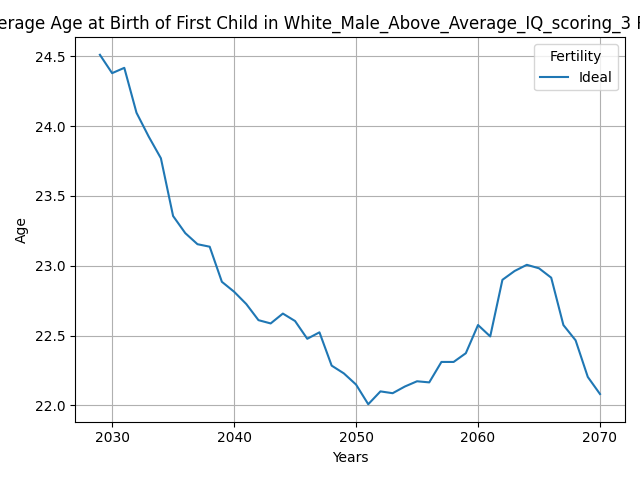 erage Age at Birth of First Child in White_Male_Above_Average_IQ_scoring_3
Fertility
Ideal
24.5
24.0
23.5
23.0
22.5
22.0
Age
2030 2040 2050 2060 2070
Years